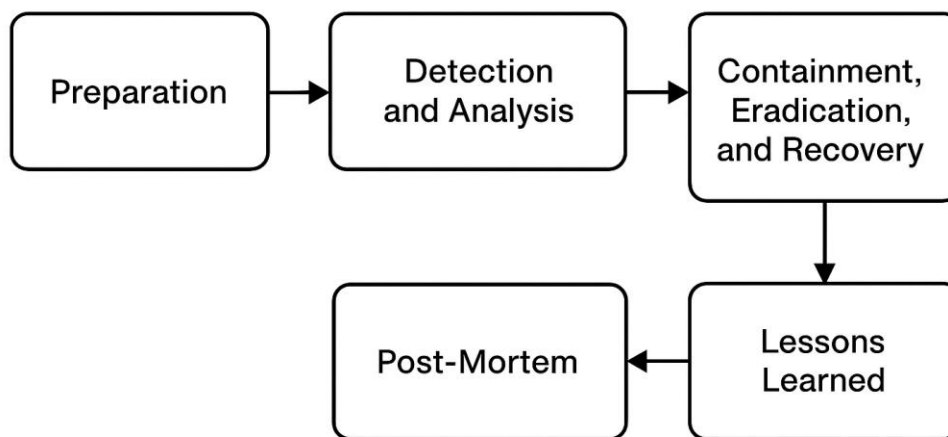 Preparation
Detection
and Analysis
Containment,
Eradication,
and Recovery
Lessons
Learned
Post-Mortem